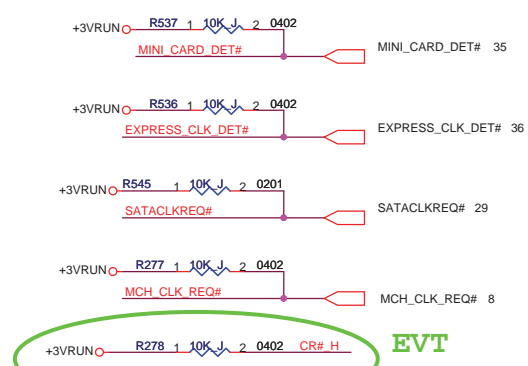 +3VRUN R537 1 10K_J 2 0402
MINI_CARD_DET# MINI_CARD_DET# 35
+3VRUN R536 1 10K_J 2 0402
EXPRESS_CLK_DET# EXPRESS_CLK_DET# 36
+3VRUN R545 1 10K_J 2 0201
SATACLKREQ# SATACLKREQ# 29
+3VRUN R277 1 10K_J 2 0402
MCH_CLK_REQ# MCH_CLK_REQ# 8
+3VRUN R278 1 10K_J 2 0402 CR#_H EVT